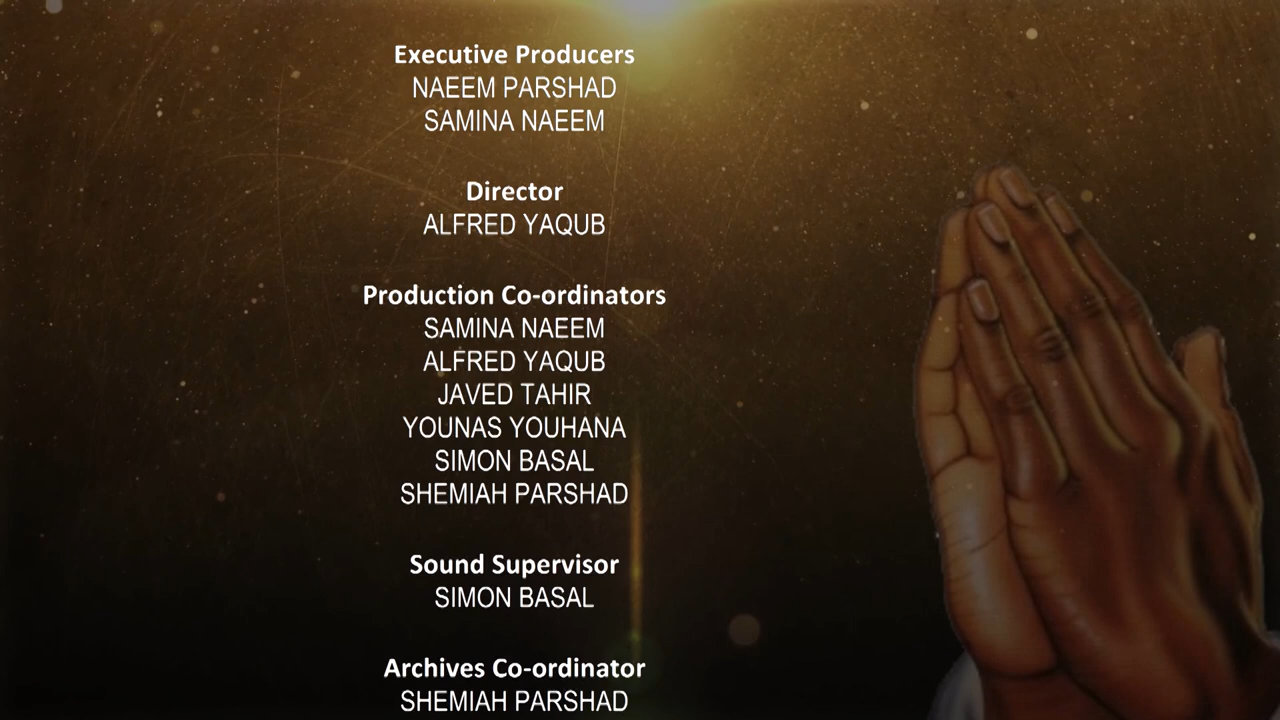 Executive Producers
NAEEM PARSHAD
SAMINA NAEEM
Director
ALFRED YAQUB
Production Co-ordinators
SAMINA NAEEM
ALFRED YAQUB
JAVED TAHIR
YOUNAS YOUHANA
SIMON BASAL
SHEMIAH PARSHAD
Sound Supervisor
SIMON BASAL
Archives Co-ordinator
SHEMIAH PARSHAD